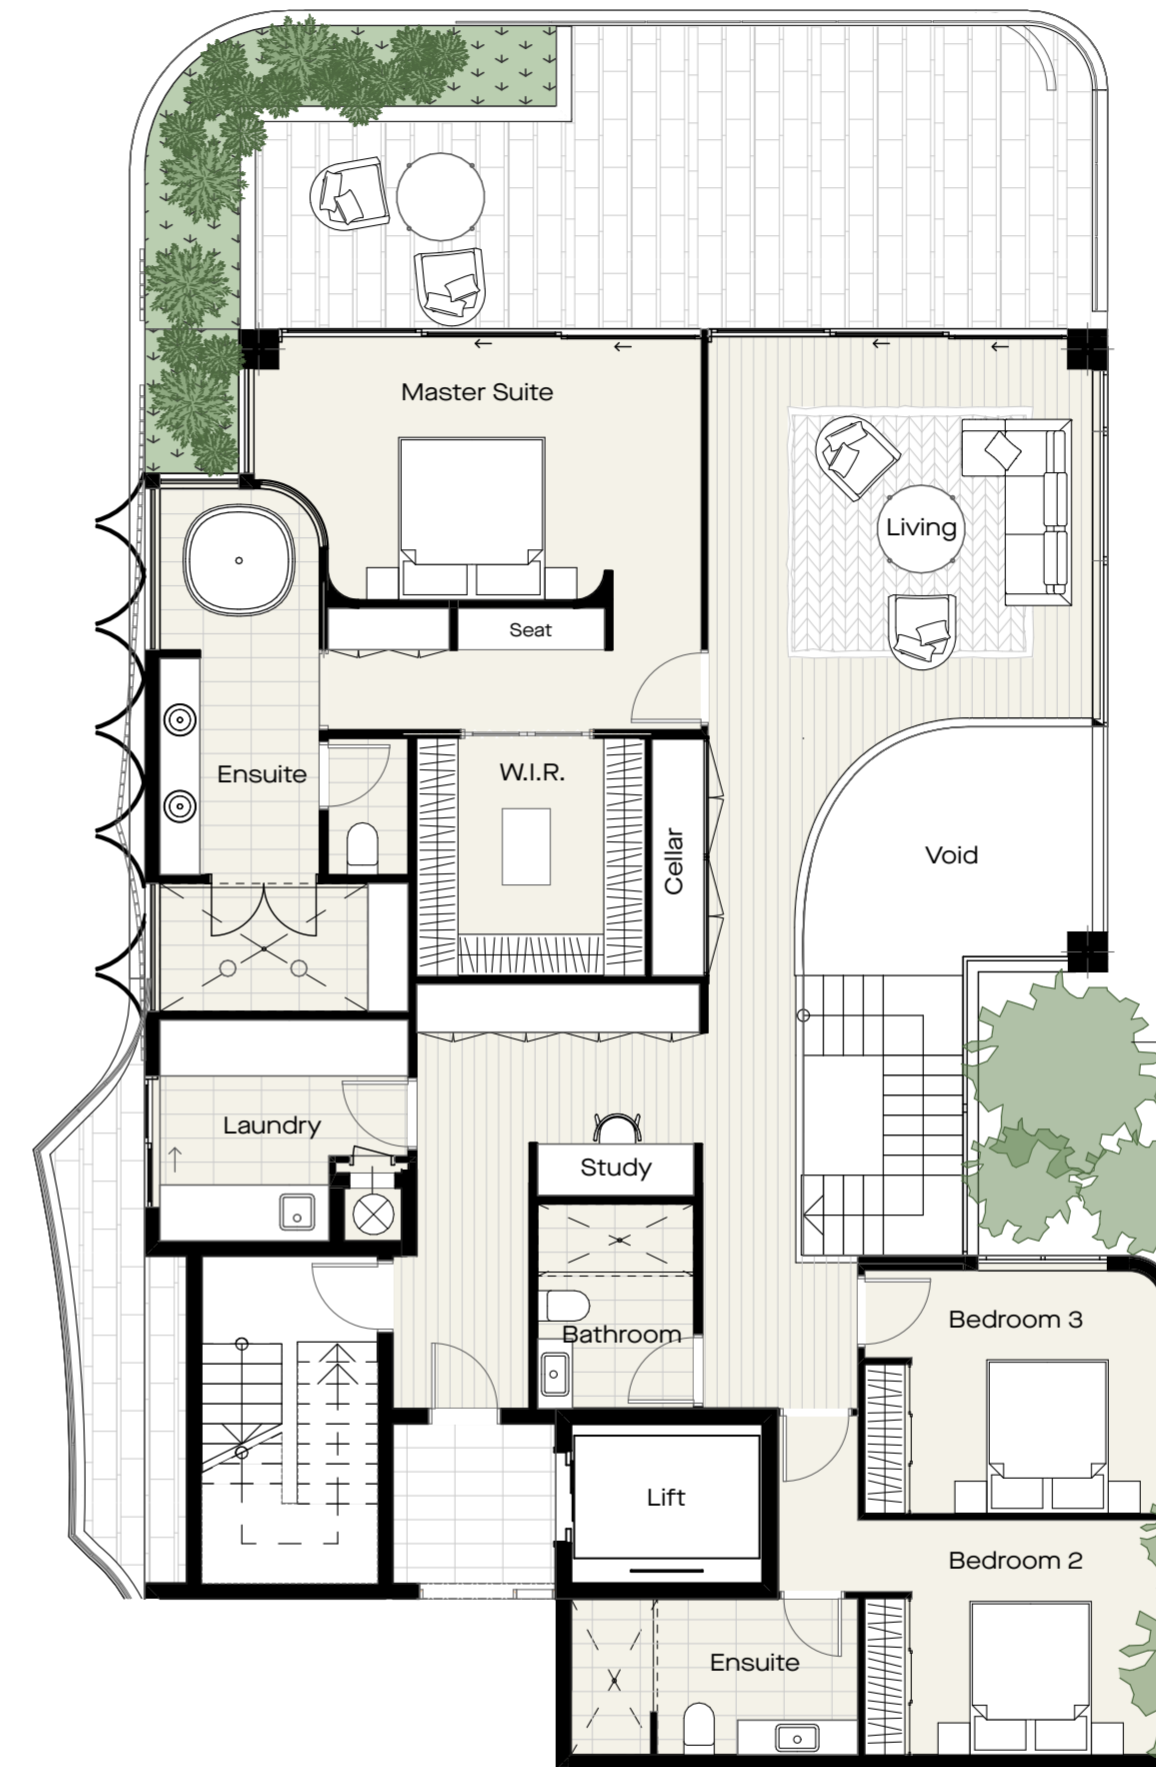 Master Suite
Living
Seat
Ensuite
W.I.R.
Cellar
Void
Laundry
Study
Bathroom
Bedroom 3
Lift
Bedroom 2
Ensuite